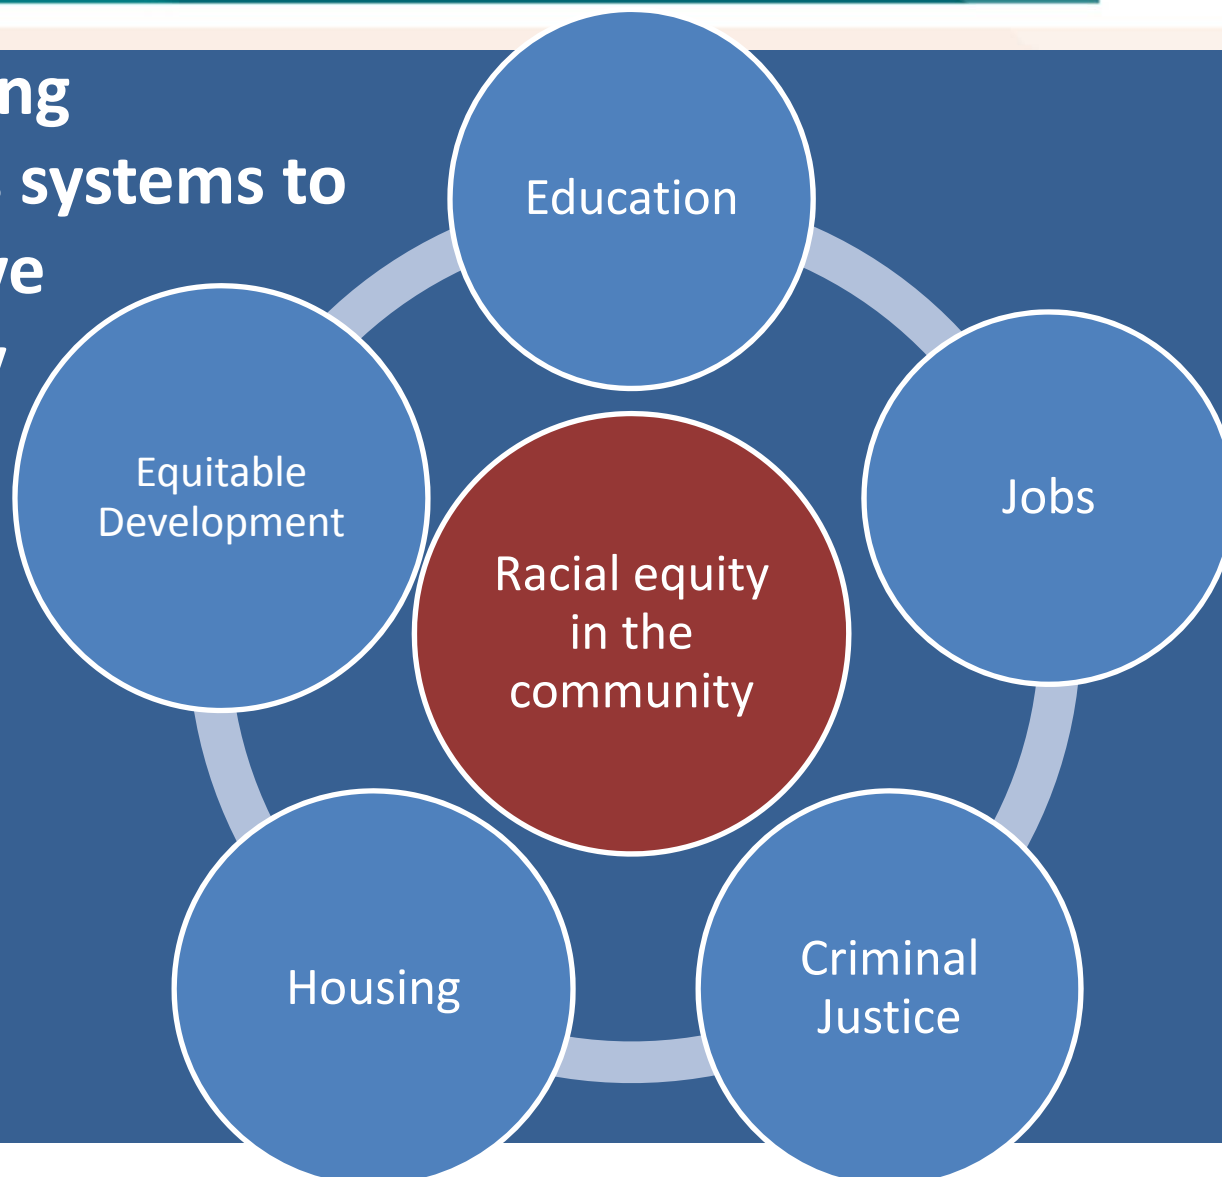 ng
systems to
ve
Education
Equitable
Development
Jobs
Racial equity
in the
community
Housing
Criminal
Justice